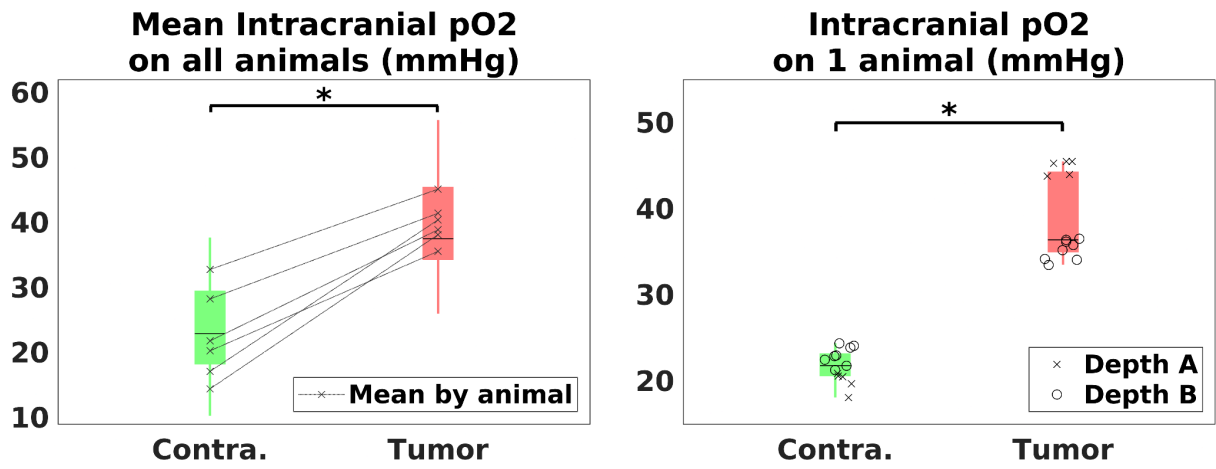 Mean Intracranial pO2
on all animals (mmHg)
60
50
40
30
20
10
*
Mean by animal
Contra.
Tumor
Intracranial pO2
on 1 animal (mmHg)
50
40
30
20
*
Depth A
Depth B
Contra.
Tumor